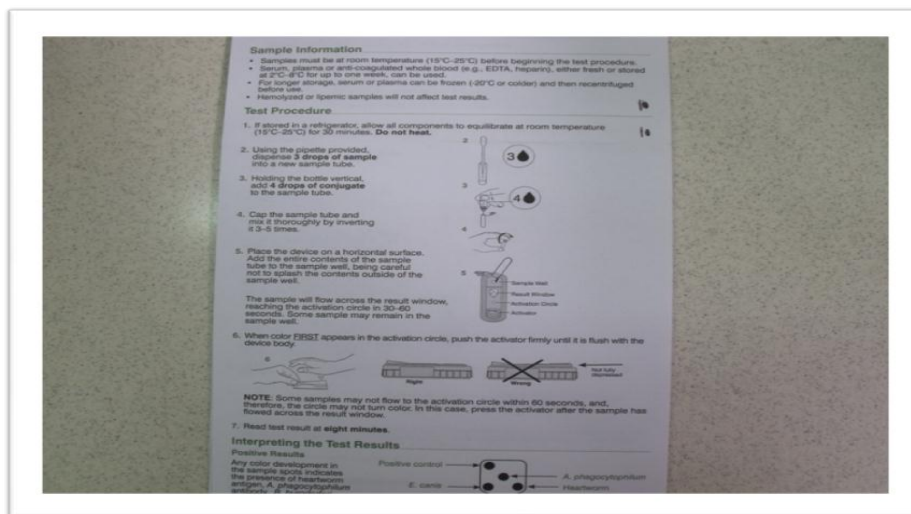 Sample Information
• Samples must be at room temperature (15°C-25°C) before beginning the test procedure.
• Serum, plasma or anti-coagulated whole blood (e.g., EDTA, heparin), either fresh or stored
at 2°C-8°C for up to one week, can be used.
• For longer storage, serum or plasma can be frozen (-20°C or colder) and then recentrifuged
before use.
• Hemolyzed or lipemic samples will not affect test results.
Test Procedure
1. If stored in a refrigerator, allow all components to equilibrate at room temperature
(15°C-25°C) for 30 minutes. Do not heat.
2. Using the pipette provided,
dispense 3 drops of sample
into a new sample tube.
2
3
3. Holding the bottle vertical,
add 4 drops of conjugate
to the sample tube.
3
4
4. Cap the sample tube and
mix it thoroughly by inverting
it 3-5 times.
4
5. Place the device on a horizontal surface.
Add the entire contents of the sample
tube to the sample well, being careful
not to splash the contents outside of the
sample well.
The sample will flow across the result window,
reaching the activation circle in 30-60
seconds. Some sample may remain in the
sample well.
5
Sample Well
Result Window
Activation Circle
Activator
6. When color FIRST appears in the activation circle, push the activator firmly until it is flush with the
device body.
6
Right
Wrong
Not fully
depressed
NOTE: Some samples may not flow to the activation circle within 60 seconds, and,
therefore, the circle may not turn color. In this case, press the activator after the sample has
flowed across the result window.
7. Read test result at eight minutes.
Interpreting the Test Results
Positive Results
Any color development in
the sample spots indicates
the presence of heartworm
antigen, A. phagocytophilum
Positive control
A. phagocytophilum
E. canis
Heartworm